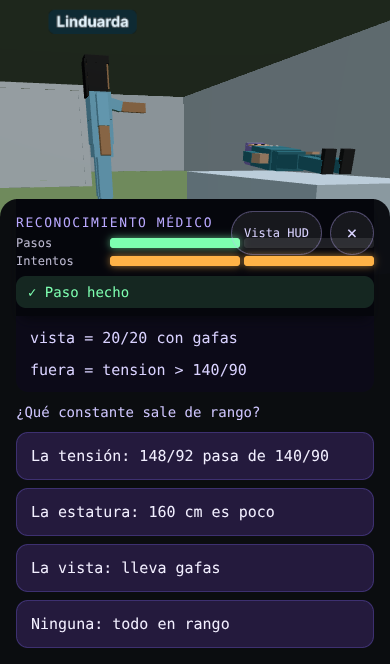 Linduarda
RECONOCIMIENTO MÉDICO
Vista HUD
×
Pasos
Intentos
✓ Paso hecho
vista = 20/20 con gafas
fuera = tension > 140/90
¿Qué constante sale de rango?
La tensión: 148/92 pasa de 140/90
La estatura: 160 cm es poco
La vista: lleva gafas
Ninguna: todo en rango